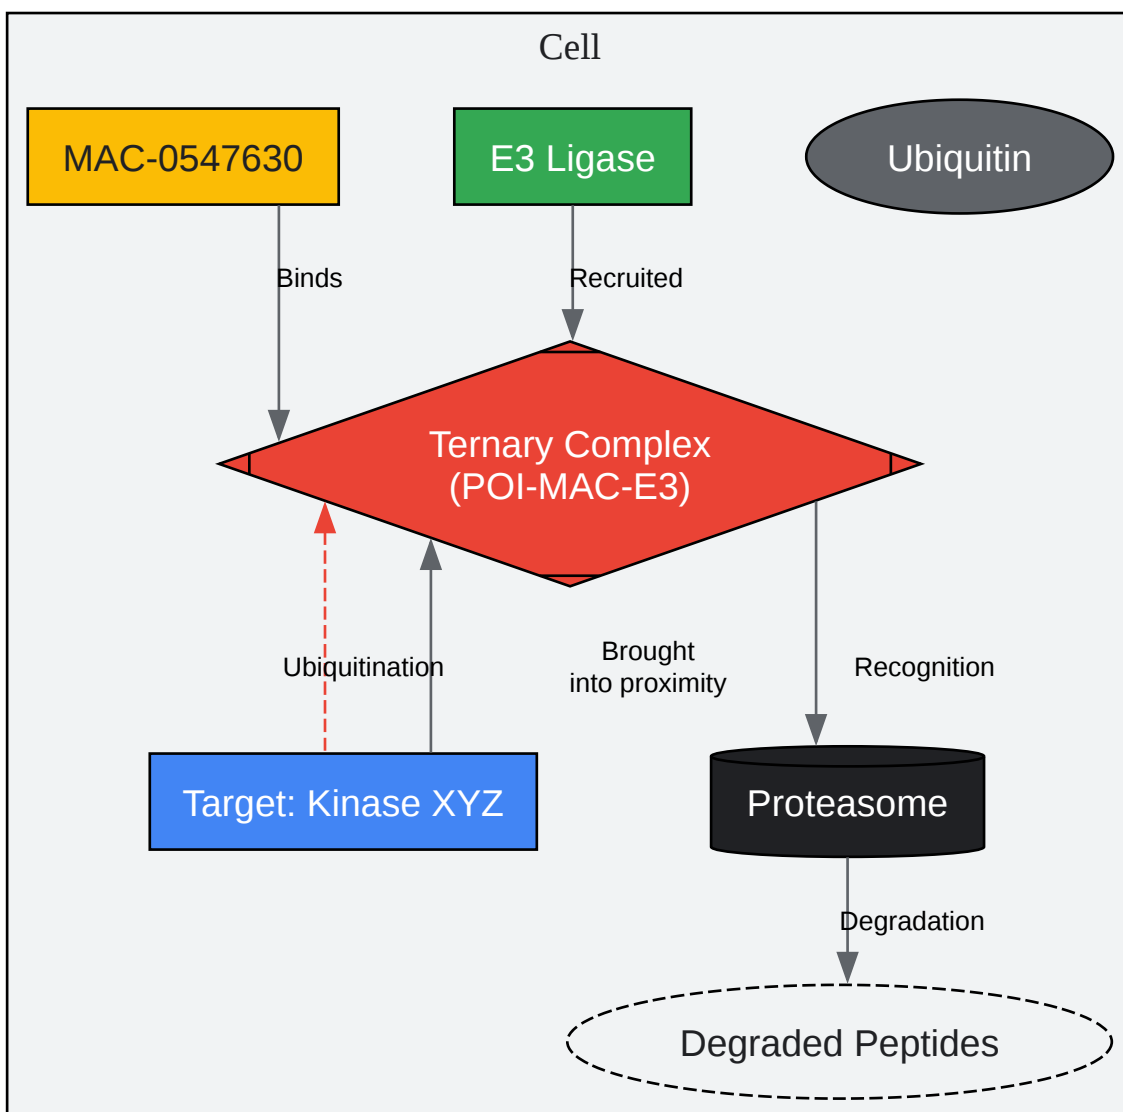 Cell
MAC-0547630
E3 Ligase
Ubiquitin
Binds
Recruited
Ternary Complex
(POI-MAC-E3)
Ubiquitination
Brought
into proximity
Recognition
Target: Kinase XYZ
Proteasome
Degradation
Degraded Peptides